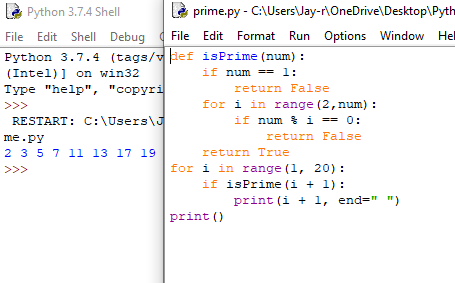 Python 3.7.4 Shell
File Edit Shell Debug
Python 3.7.4 (tags/v
(Intel)] on win32
Type "help", "copyri
>>>
RESTART: C:\Users\J
me.py
2 3 5 7 11 13 17 19
>>>
prime.py - C:\Users\Jay-r\OneDrive\Desktop\Pyth
File Edit Format Run Options Window Hel
def isPrime(num):
    if num == 1:
        return False
    for i in range(2,num):
        if num % i == 0:
            return False
    return True
for i in range(1, 20):
    if isPrime(i + 1):
        print(i + 1, end=" ")
print()